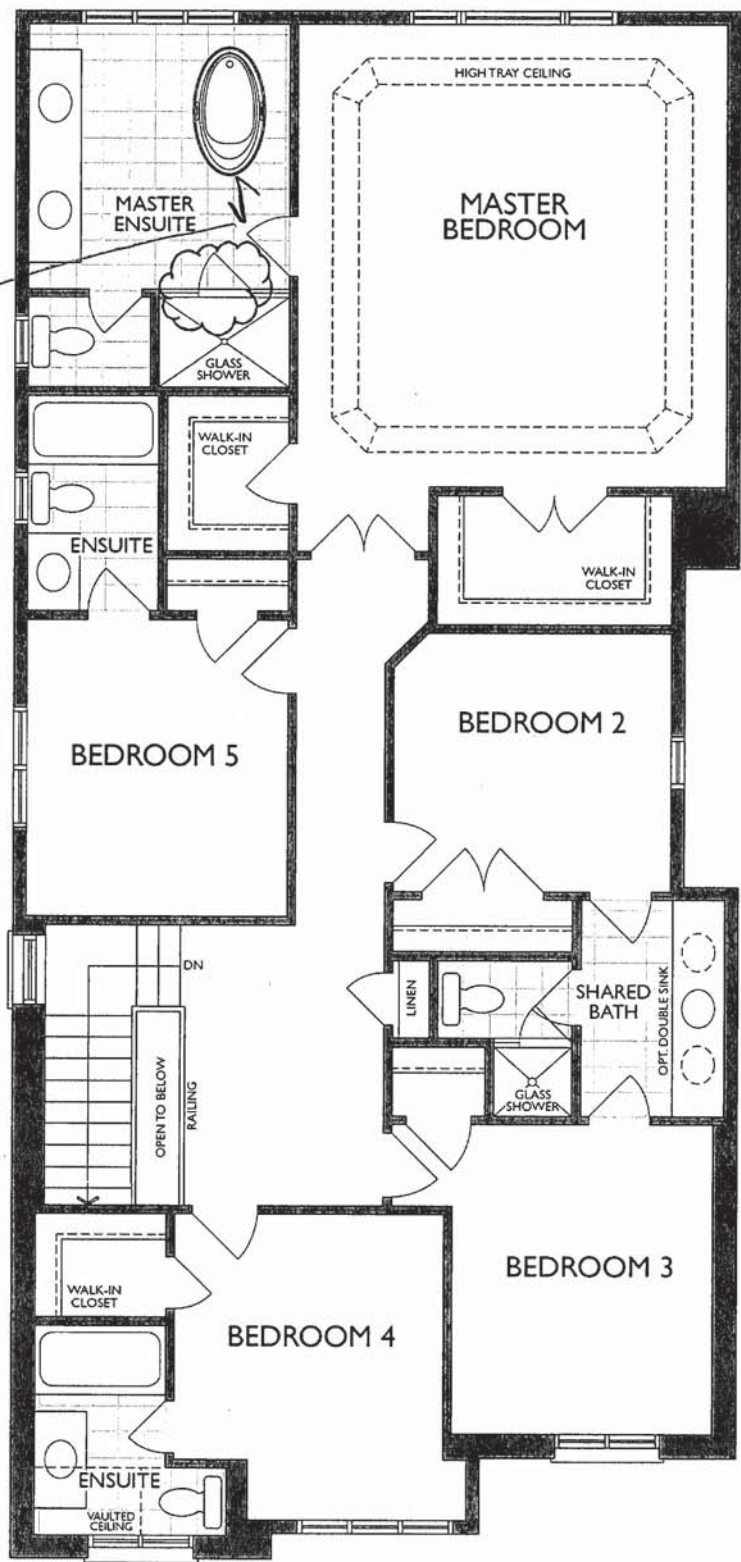 HIGH TRAY CEILING
MASTER
BEDROOM
MASTER
ENSUITE
GLASS
SHOWER
WALK-IN
CLOSET
ENSUITE
WALK-IN
CLOSET
BEDROOM 5
BEDROOM 2
DN
LINEN
SHARED
BATH
OPT. DOUBLE SINK
OPEN TO BELOW
RAILING
GLASS
SHOWER
WALK-IN
CLOSET
BEDROOM 3
BEDROOM 4
ENSUITE
VAULTED
CEILING